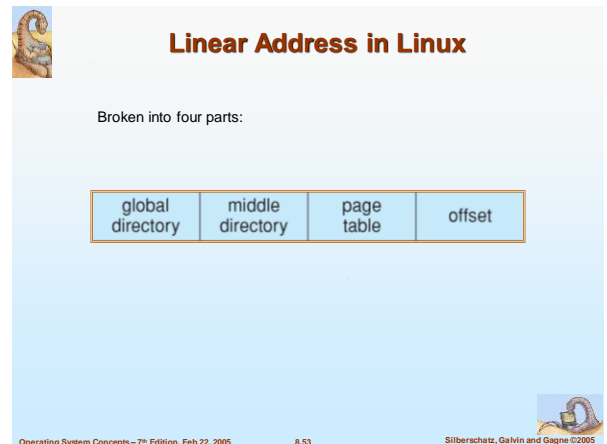 Linear Address in Linux
Broken into four parts:
global directory
middle directory
page table
offset
Operating System Concepts – 7th Edition, Feb 22, 2005
8.53
Silberschatz, Galvin and Gagne ©2005